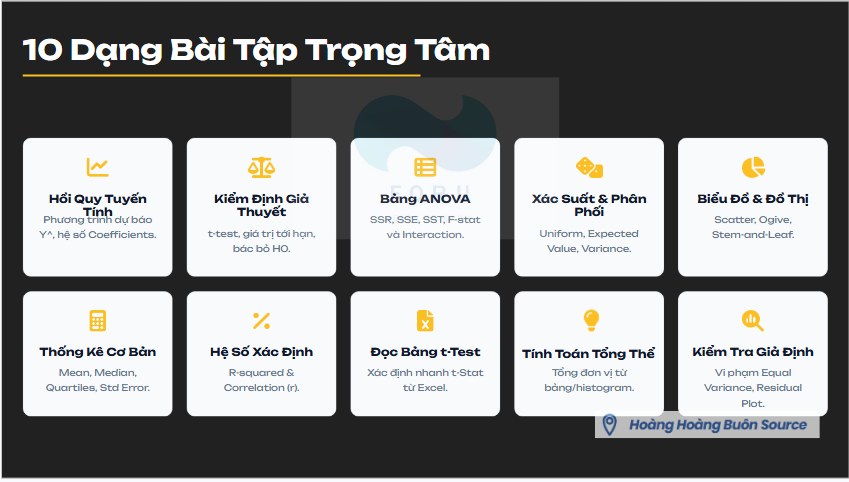 10 Dạng Bài Tập Trọng Tâm
Hồi Quy Tuyến
Tính
Phương trình dự báo
Y^, hệ số Coefficients.
Kiểm Định Giả
Thuyết
t-test, giá trị tới hạn,
bác bỏ H0.
Bảng ANOVA
SSR, SSE, SST, F-stat
và Interaction.
Xác Suất & Phân
Phối
Uniform, Expected
Value, Variance.
Biểu Đồ & Đồ Thị
Scatter, Ogive,
Stem-and-Leaf.
Thống Kê Cơ Bản
Mean, Median,
Quartiles, Std Error.
Hệ Số Xác Định
R-squared &
Correlation (r).
Đọc Bảng t-Test
Xác định nhanh t-Stat
từ Excel.
Tính Toán Tổng Thể
Tổng đơn vị từ
bảng/histogram.
Kiểm Tra Giả Định
Vi phạm Equal
Variance, Residual
Plot.
Hoàng Hoàng Buôn Source